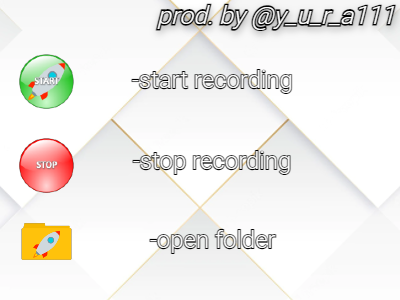 prod. by @y_u_r_a111
START
-start recording
STOP
-stop recording
-open folder